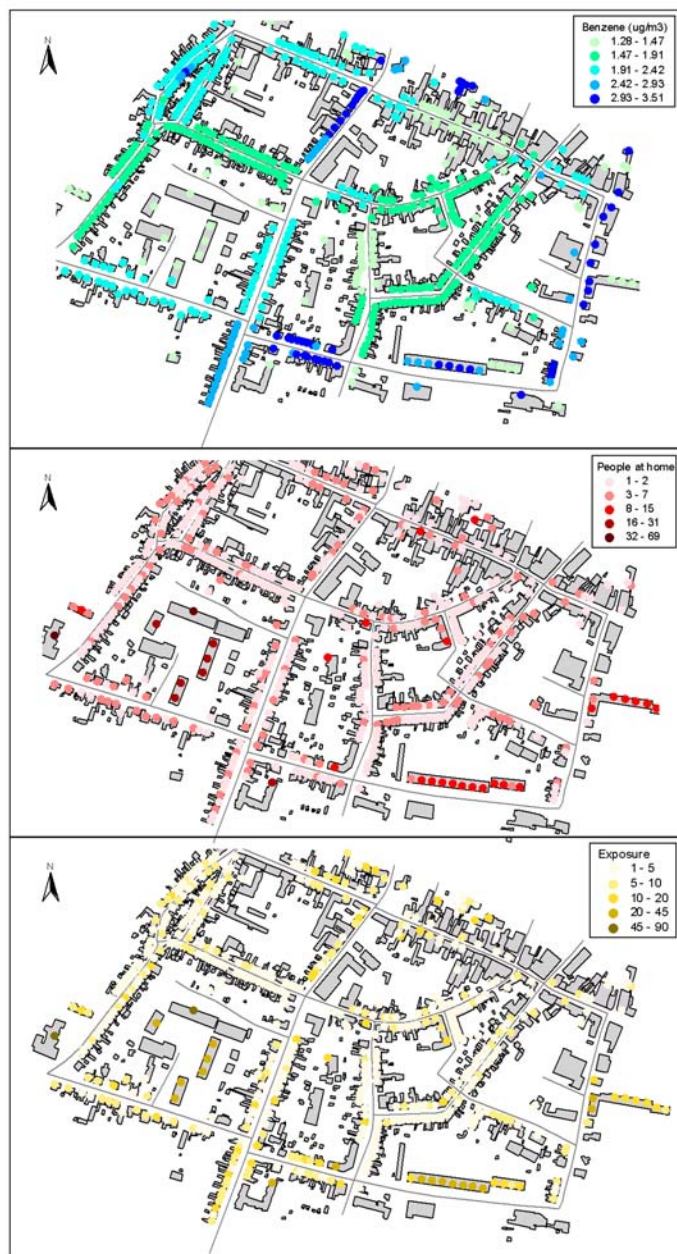 N
Benzene (ug/m3)
1.28 - 1.47
1.47 - 1.91
1.91 - 2.42
2.42 - 2.93
2.93 - 3.51
N
People at home
1 - 2
3 - 7
8 - 15
16 - 31
32 - 69
N
Exposure
1 - 5
5 - 10
10 - 20
20 - 45
45 - 90